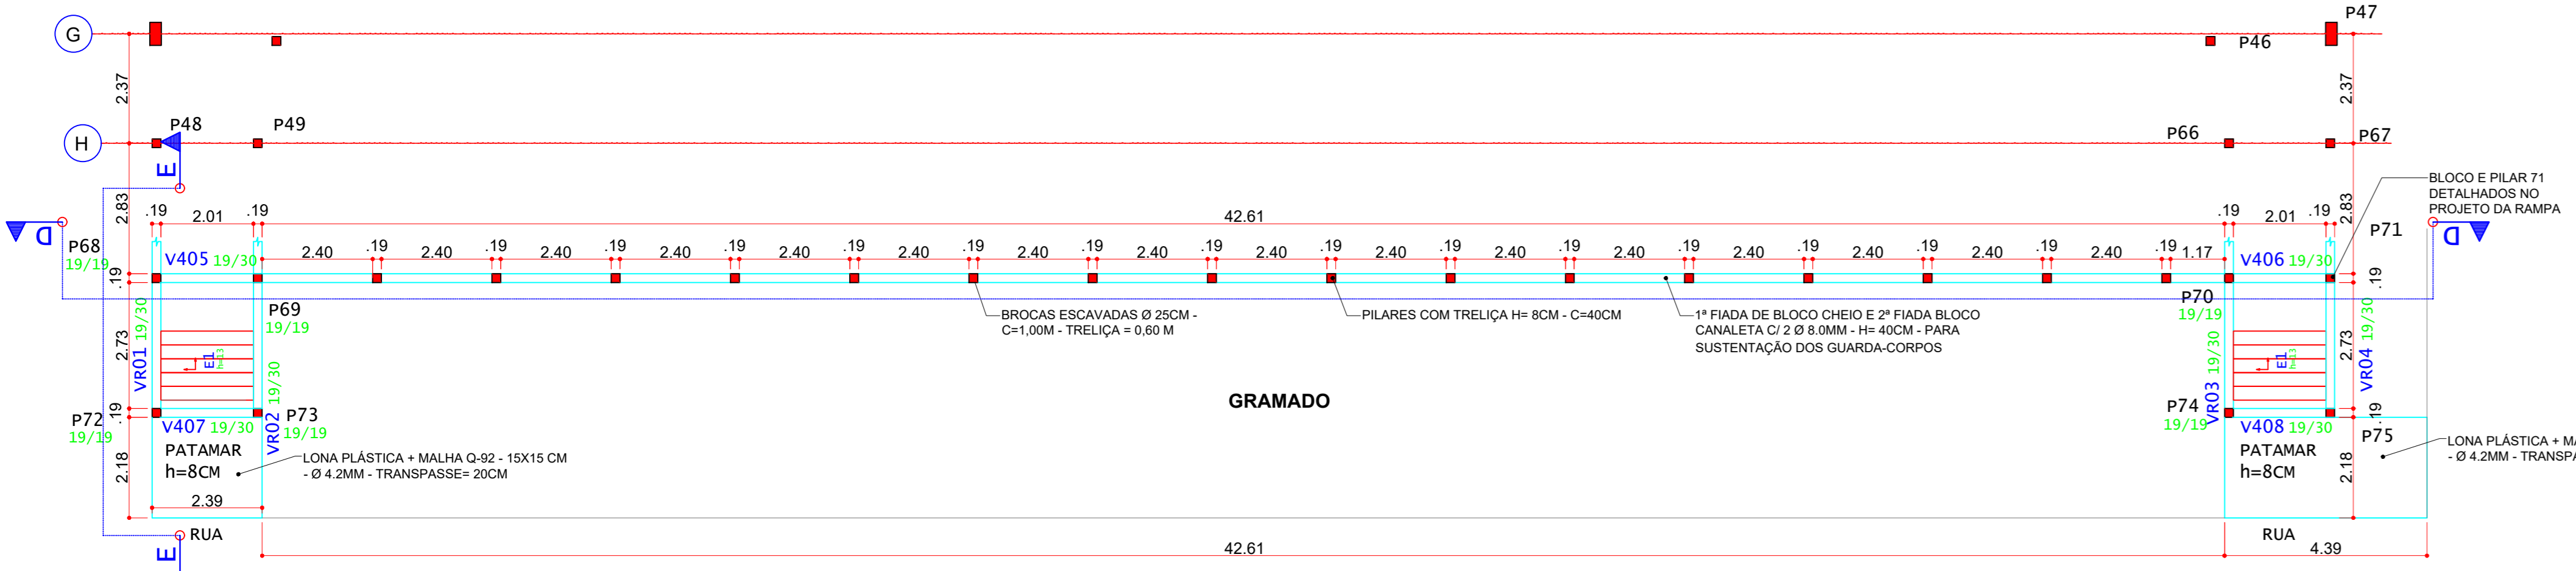 G
P47
P46
2.37
2.37
H
P48
P49
P66
P67
E
2.83
2.83
BLOCO E PILAR 71
DETALHADOS NO
PROJETO DA RAMPA
.19 2.01 .19
42.61
.19 2.01 .19
D
P68
19/19
P71
D
V405 19/30
2.40 .19 2.40 .19 2.40 .19 2.40 .19 2.40 .19 2.40 .19 2.40 .19 2.40 .19 2.40 .19 2.40 .19 2.40 .19 2.40 .19 2.40 .19 2.40 .19 2.40 .19 2.40 .19 1.17
V406 19/30
.19
.19
P69
19/19
P70
19/19
BROCAS ESCAVADAS Ø 25CM -
C=1,00M - TRELIÇA = 0,60 M
PILARES COM TRELIÇA H= 8CM - C=40CM
1ª FIADA DE BLOCO CHEIO E 2ª FIADA BLOCO
CANALETA C/ 2 Ø 8.0MM - H= 40CM - PARA
SUSTENTAÇÃO DOS GUARDA-CORPOS
2.73
VR01 19/30
E1
h=13
VR02 19/30
VR03 19/30
E1
h=13
VR04 19/30
2.73
GRAMADO
P72
19/19
.19
P73
19/19
P74
19/19
.19
P75
V407 19/30
V408 19/30
PATAMAR
h=8CM
LONA PLÁSTICA + MALHA Q-92 - 15X15 CM
- Ø 4.2MM - TRANSPASSE= 20CM
PATAMAR
h=8CM
LONA PLÁSTICA + MA
- Ø 4.2MM - TRANSPA
2.18
2.18
2.39
RUA
RUA
E
42.61
4.39